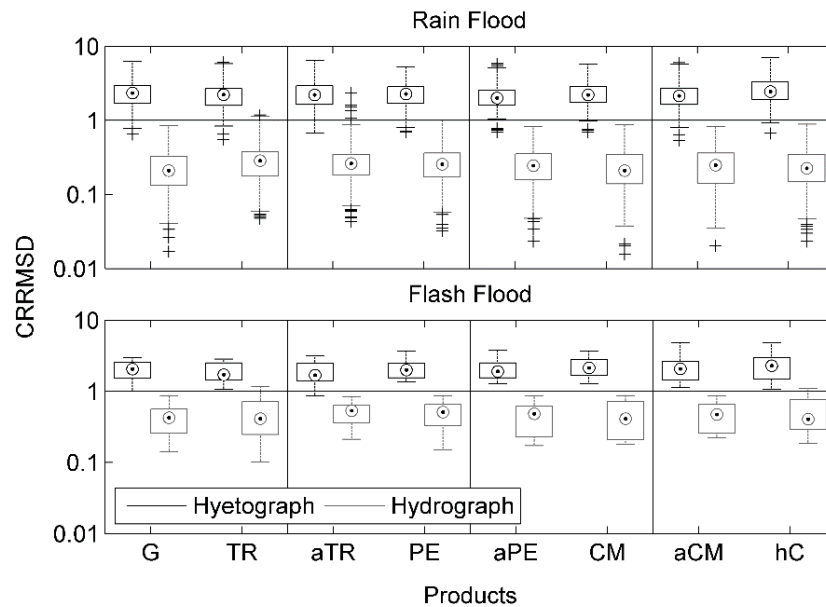 Rain Flood
10
1
0.1
0.01
CRRMSD
Flash Flood
10
1
0.1
0.01
Hyetograph Hydrograph
G TR aTR PE aPE CM aCM hC
Products